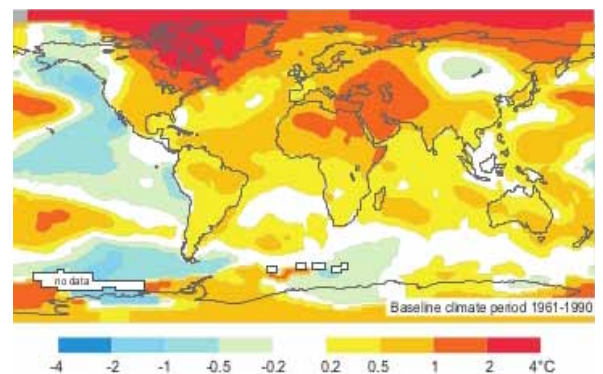 no data
Baseline climate period 1961-1990
-4 -2 -1 -0.5 -0.2 0.2 0.5 1 2 4°C